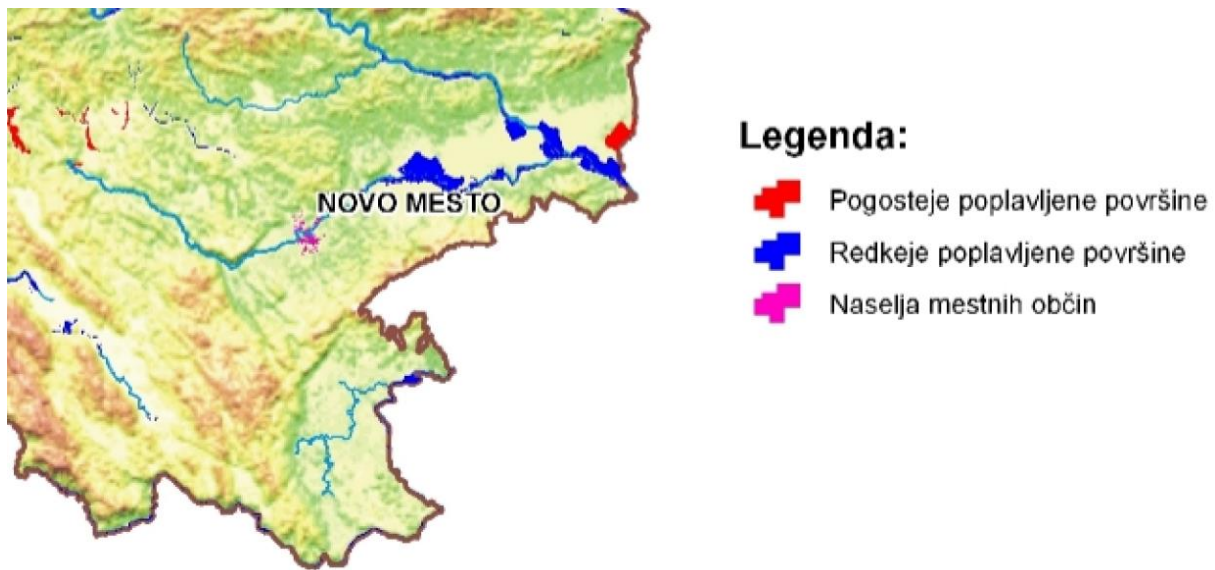 NOVO MESTO
Legenda:
Pogosteje poplavljene površine
Redkeje poplavljene površine
Naselja mestnih občin